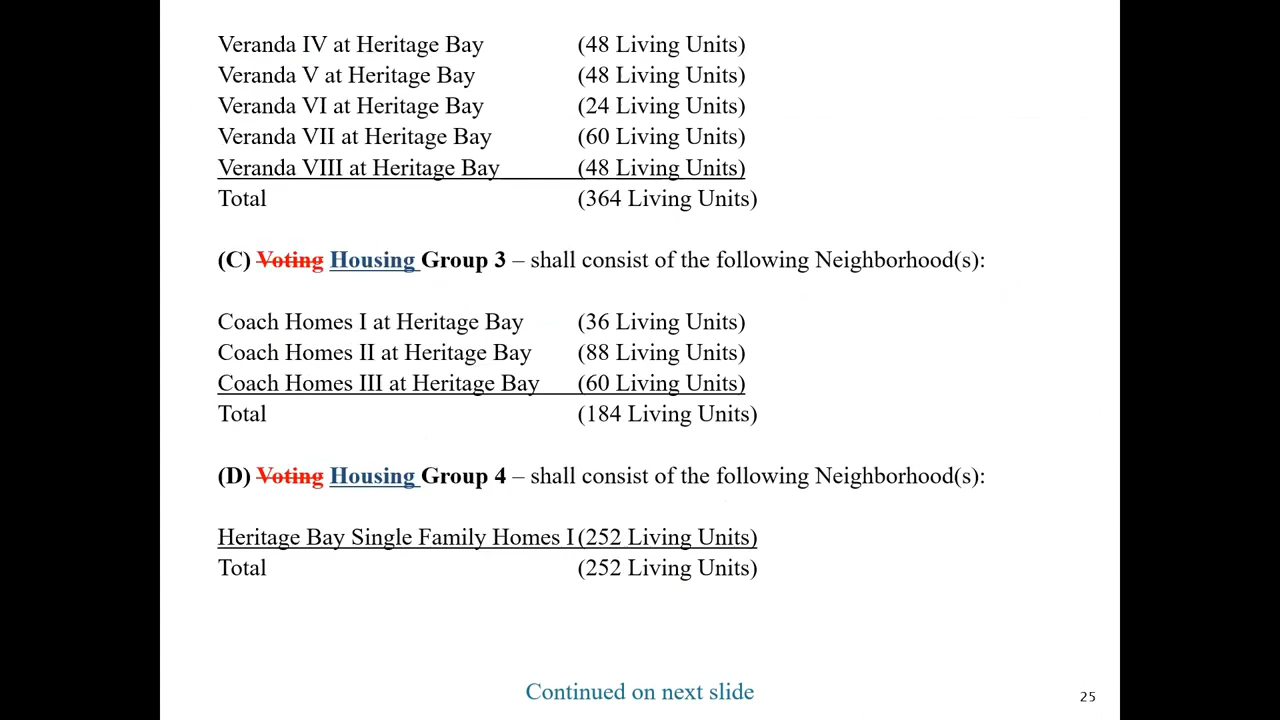 Veranda IV at Heritage Bay (48 Living Units)
Veranda V at Heritage Bay (48 Living Units)
Veranda VI at Heritage Bay (24 Living Units)
Veranda VII at Heritage Bay (60 Living Units)
Veranda VIII at Heritage Bay (48 Living Units)
Total (364 Living Units)
(C) Voting Housing Group 3 – shall consist of the following Neighborhood(s):
Coach Homes I at Heritage Bay (36 Living Units)
Coach Homes II at Heritage Bay (88 Living Units)
Coach Homes III at Heritage Bay (60 Living Units)
Total (184 Living Units)
(D) Voting Housing Group 4 – shall consist of the following Neighborhood(s):
Heritage Bay Single Family Homes I (252 Living Units)
Total (252 Living Units)
Continued on next slide
25